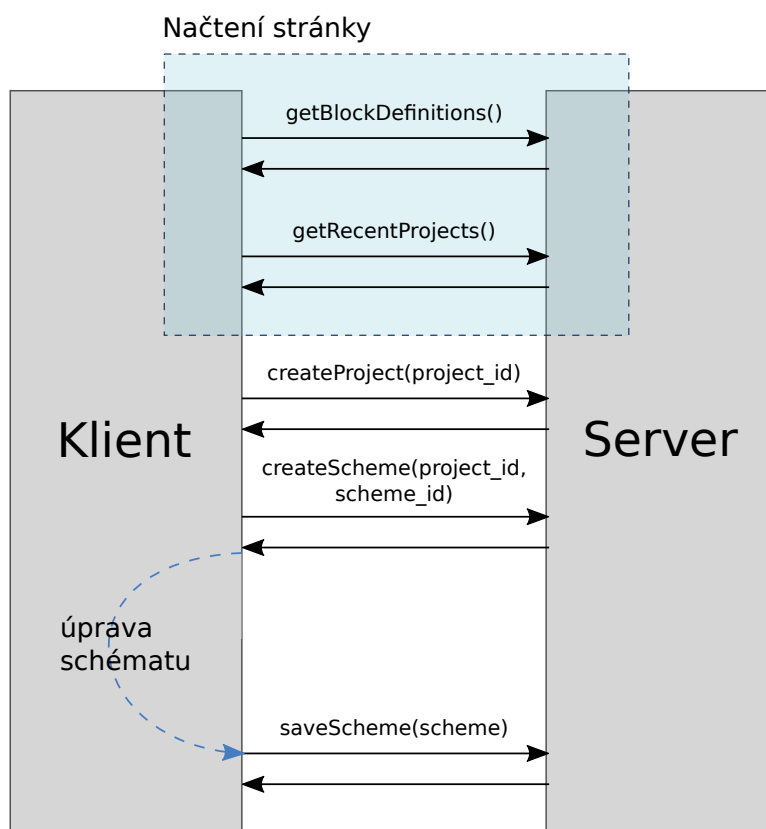 Načtení stránky
getBlockDefinitions()
getRecentProjects()
createProject(project_id)
Klient
Server
createScheme(project_id,
scheme_id)
úprava
schématu
saveScheme(scheme)